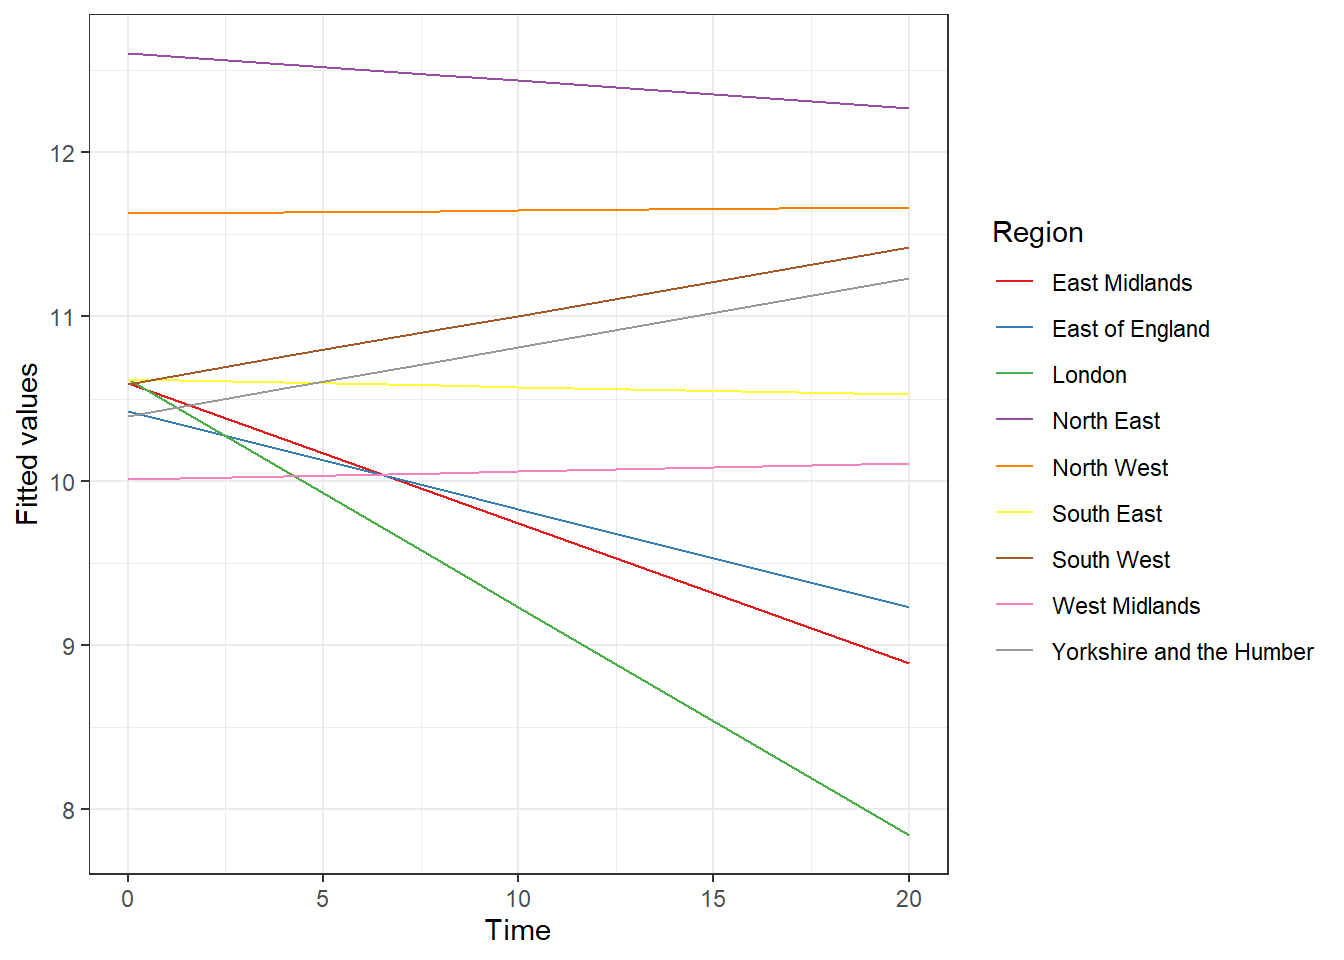 12
11
10
9
8
Fitted values
0 5 10 15 20
Time
Region
East Midlands
East of England
London
North East
North West
South East
South West
West Midlands
Yorkshire and the Humber